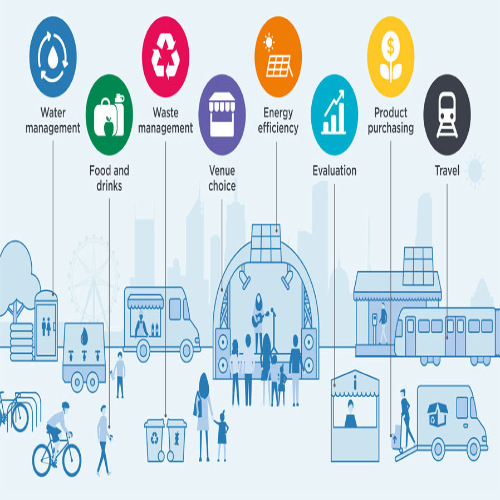 Water
management
Food and
drinks
Waste
management
Venue
choice
Energy
efficiency
Evaluation
Product
purchasing
Travel
$
i